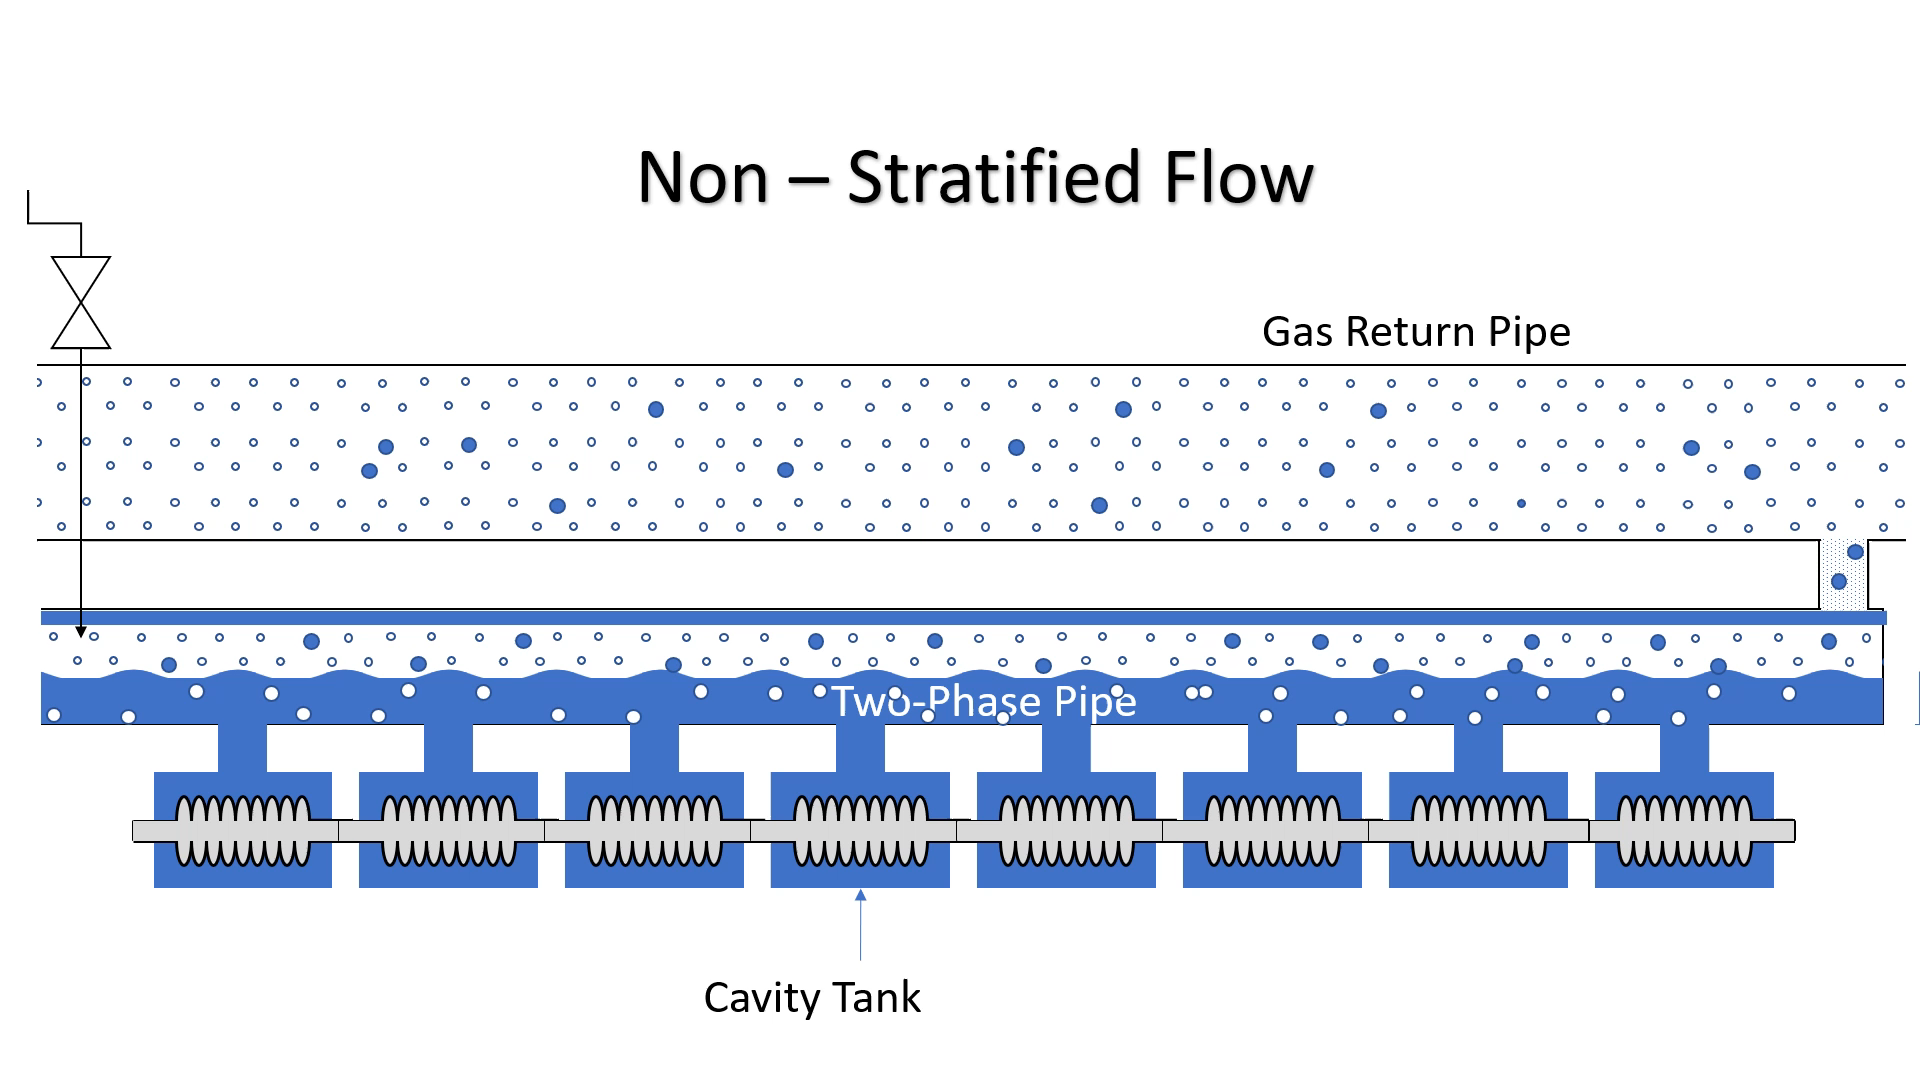 Non – Stratified Flow
Gas Return Pipe
Two-Phase Pipe
Cavity Tank